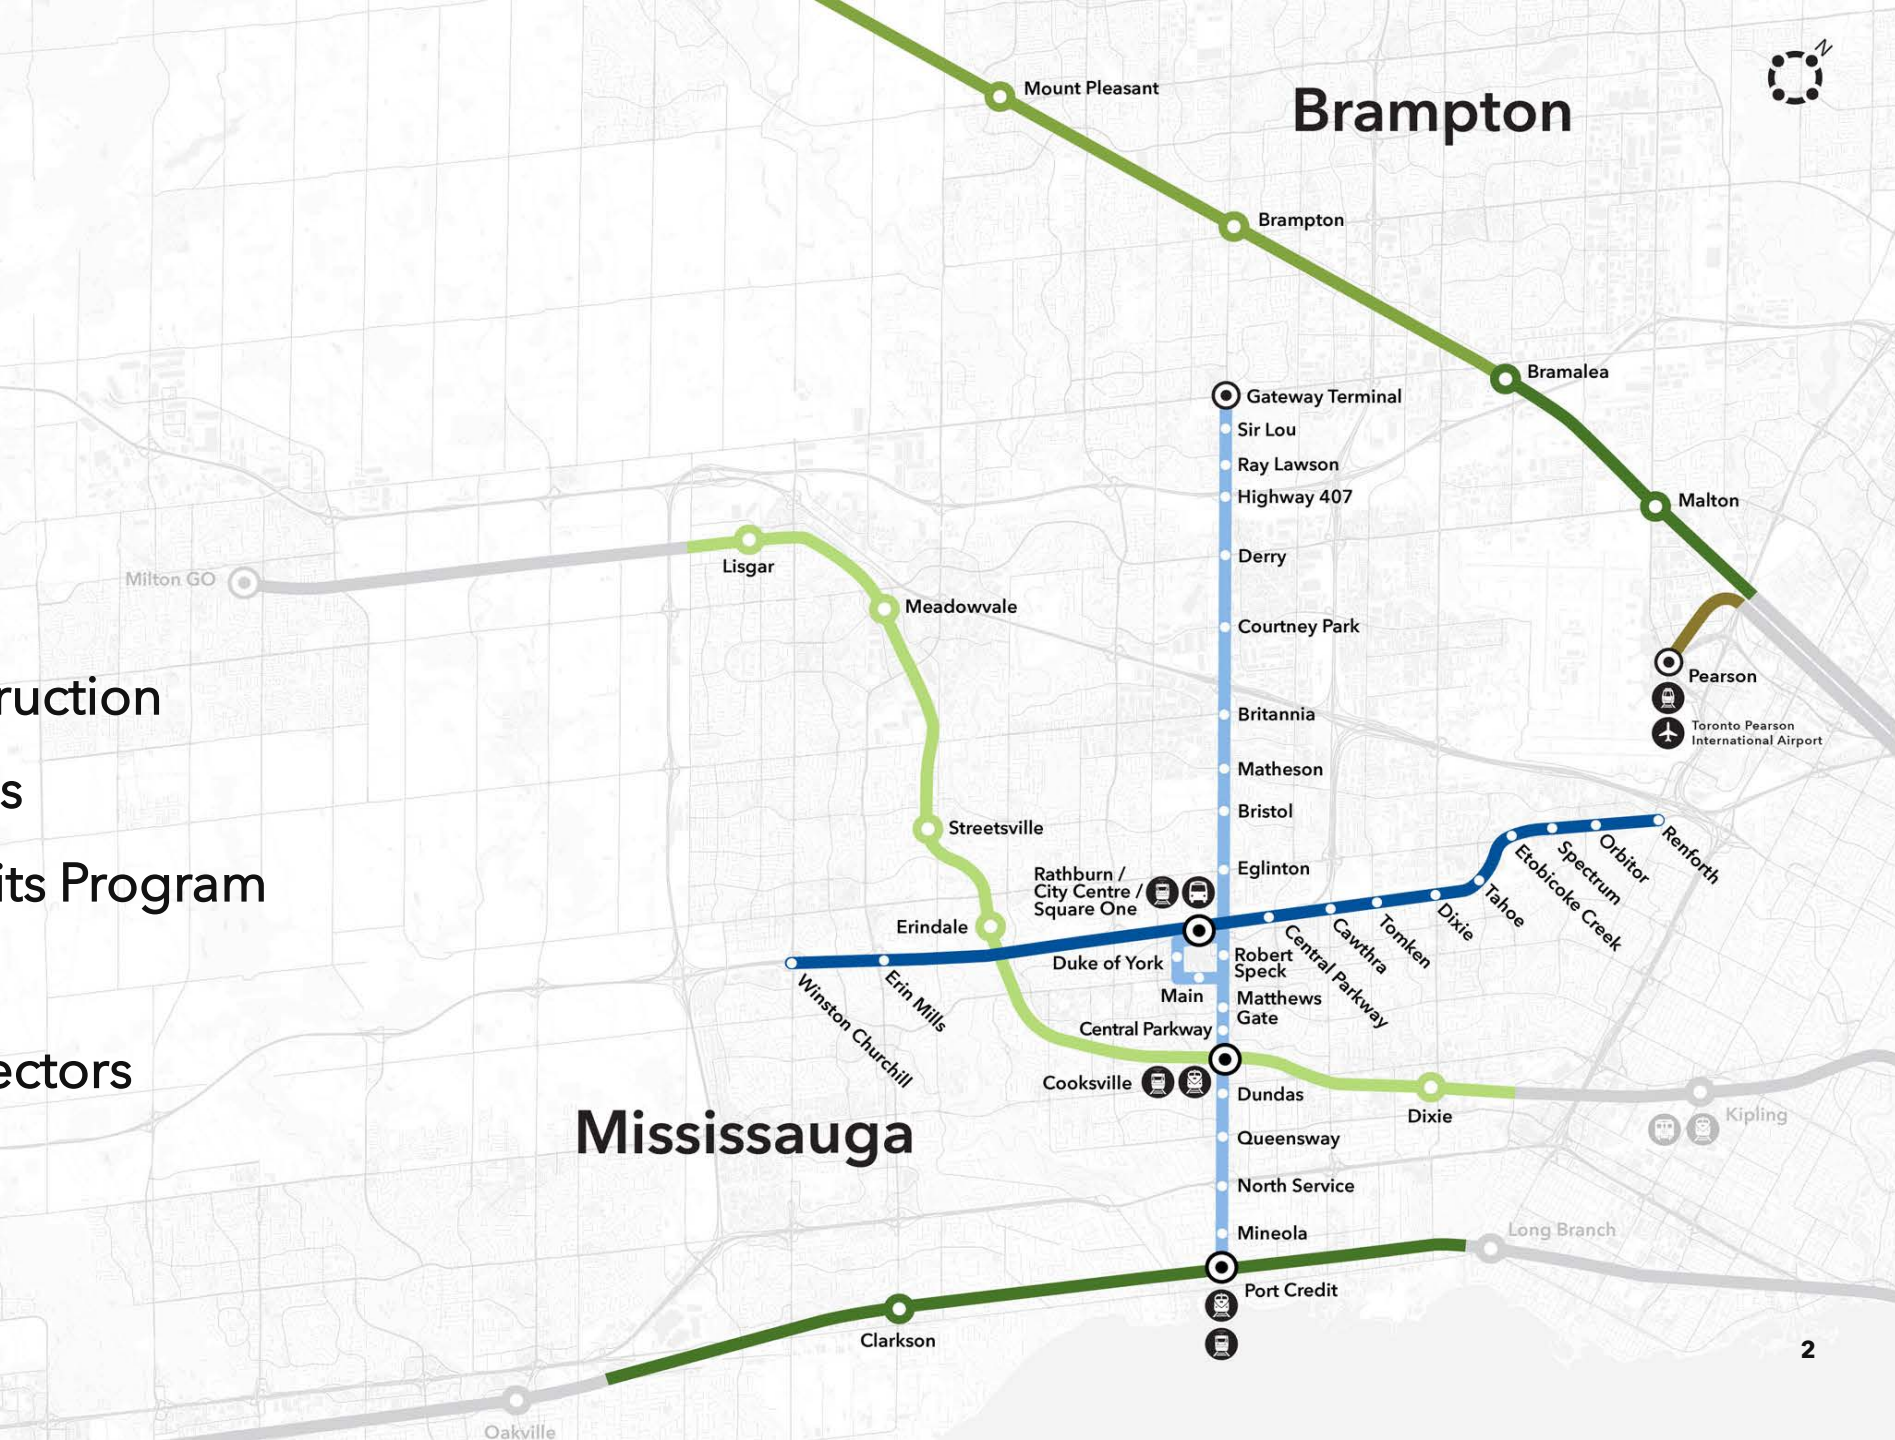 N
Mount Pleasant
Brampton
Brampton
Bramalea
Gateway Terminal
Sir Lou
Ray Lawson
Highway 407
Malton
Derry
Lisgar
Milton GO
Meadowvale
Courtney Park
Pearson
Toronto Pearson
International Airport
ruction
Britannia
Matheson
s
Bristol
Streetsville
its Program
Eglinton
Rathburn /
City Centre /
Square One
Renforth
Orbitor
Spectrum
Etobicoke Creek
Tahoe
Dixie
Tomken
Cawthra
Central Parkway
Erindale
Duke of York
Robert
Speck
Main
Matthews
Gate
Central Parkway
Winston Churchill
Erin Mills
ectors
Cooksville
Dundas
Dixie
Kipling
Mississauga
Queensway
North Service
Mineola
Long Branch
Port Credit
Clarkson
2
Oakville